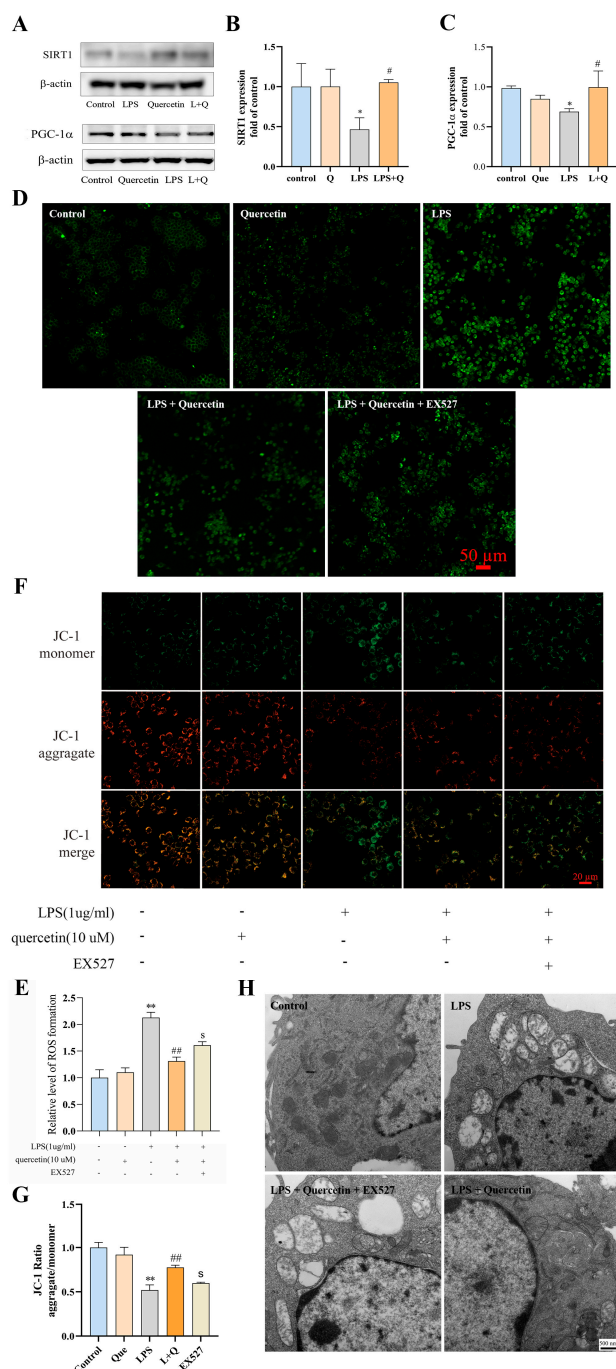 A
SIRT1
β-actin
Control LPS Quercetin L+Q
PGC-1α
β-actin
Control Quercetin LPS L+Q
B
SIRT1 expression
fold of control
1.5
1.0
0.5
0.0
#
*
control Q LPS LPS+Q
C
PGC-1α expression
fold of control
1.5
1.0
0.5
0.0
#
*
control Que LPS L+Q
D
Control
Quercetin
LPS
LPS + Quercetin
LPS + Quercetin + EX527
50 µm
F
JC-1
monomer
JC-1
aggragate
JC-1
merge
20 µm
LPS(1ug/ml) - - + + +
quercetin(10 uM) - + - + +
EX527 - - - - +
E
Relative level of ROS formation
2.5
2.0
1.5
1.0
0.5
0.0
**
##
s
LPS(1ug/ml) - - + + +
quercetin(10 uM) - + - + +
EX527 - - - - +
G
JC-1 Ratio
aggragate/monomer
1.5
1.0
0.5
0.0
**
##
s
Control Que LPS L+Q EX527
H
Control
LPS
LPS + Quercetin + EX527
LPS + Quercetin
500 nm